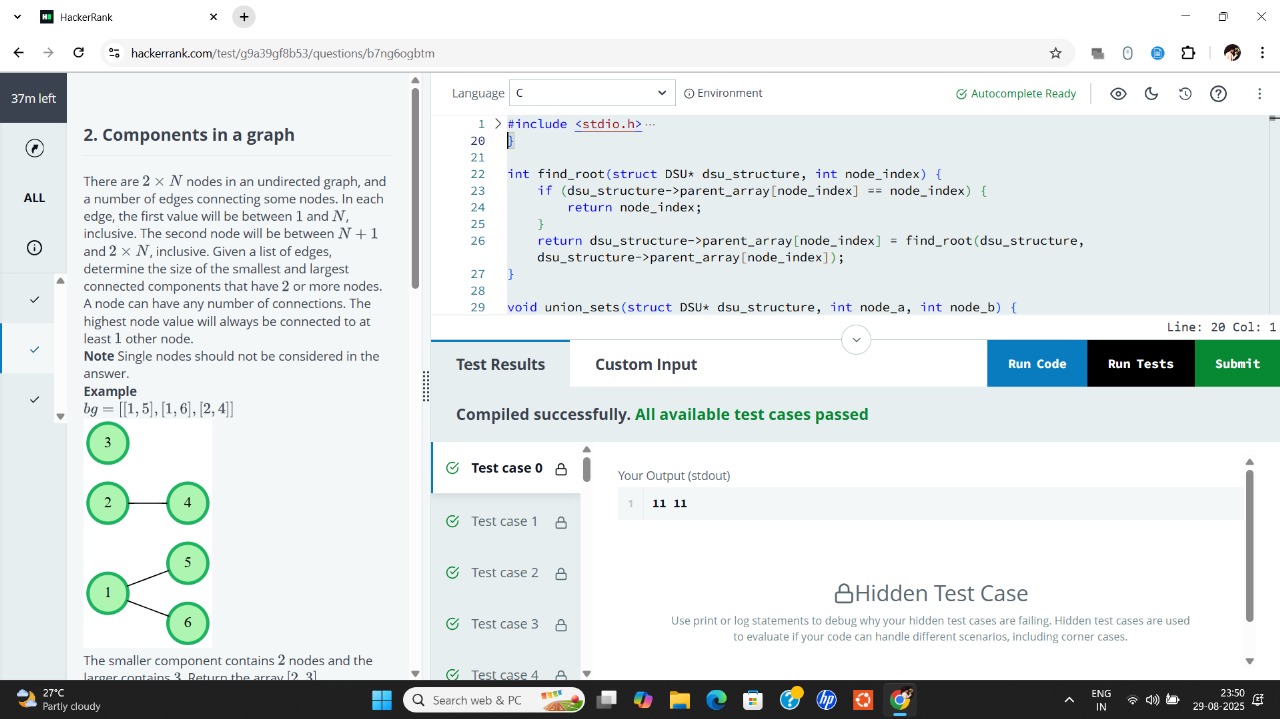 HackerRank
hackerrank.com/test/g9a39gf8b53/questions/b7ng6ogbtm
37m left
ALL
2. Components in a graph
There are 2 × N nodes in an undirected graph, and
a number of edges connecting some nodes. In each
edge, the first value will be between 1 and N,
inclusive. The second node will be between N + 1
and 2 × N, inclusive. Given a list of edges,
determine the size of the smallest and largest
connected components that have 2 or more nodes.
A node can have any number of connections. The
highest node value will always be connected to at
least 1 other node.
Note Single nodes should not be considered in the
answer.
Example
bg = [[1, 5], [1, 6], [2, 4]]
3
2 4
5
1
6
The smaller component contains 2 nodes and the
larger contains 3. Return the array [2, 3]
Language C Environment Autocomplete Ready
1 #include <stdio.h> ···
20 }
21
22 int find_root(struct DSU* dsu_structure, int node_index) {
23 if (dsu_structure->parent_array[node_index] == node_index) {
24 return node_index;
25 }
26 return dsu_structure->parent_array[node_index] = find_root(dsu_structure,
dsu_structure->parent_array[node_index]);
27 }
28
29 void union_sets(struct DSU* dsu_structure, int node_a, int node_b) {
Line: 20 Col: 1
Test Results Custom Input Run Code Run Tests Submit
Compiled successfully. All available test cases passed
Test case 0
Test case 1
Test case 2
Test case 3
Test case 4
Your Output (stdout)
1 11 11
Hidden Test Case
Use print or log statements to debug why your hidden test cases are failing. Hidden test cases are used
to evaluate if your code can handle different scenarios, including corner cases.
27°C
Partly cloudy
Search web & PC
ENG
IN
23:50
29-08-2025